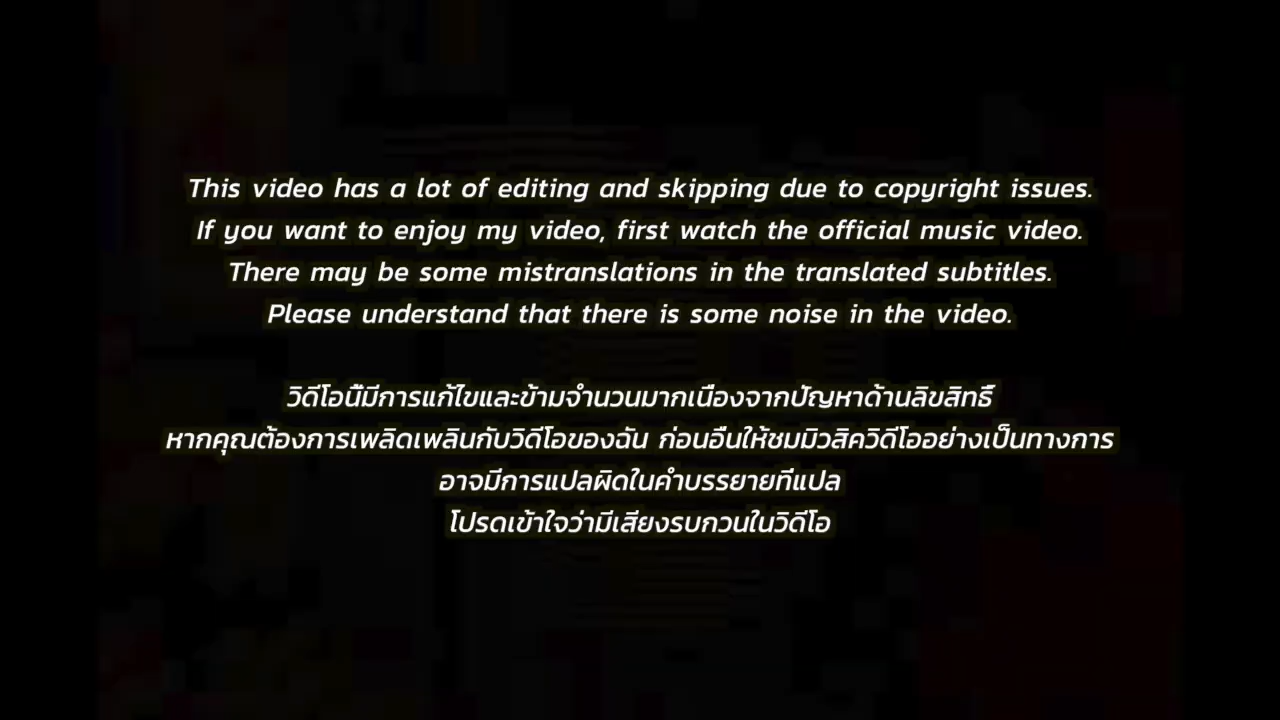 This video has a lot of editing and skipping due to copyright issues.
If you want to enjoy my video, first watch the official music video.
There may be some mistranslations in the translated subtitles.
Please understand that there is some noise in the video.
วิดีโอนี้มีการแก้ไขและข้ามจำนวนมากเนื่องจากปัญหาด้านลิขสิทธิ์
หากคุณต้องการเพลิดเพลินกับวิดีโอของฉัน ก่อนอื่นให้ชมมิวสิควิดีโออย่างเป็นทางการ
อาจมีการแปลผิดในคำบรรยายที่แปล
โปรดเข้าใจว่ามีเสียงรบกวนในวิดีโอ